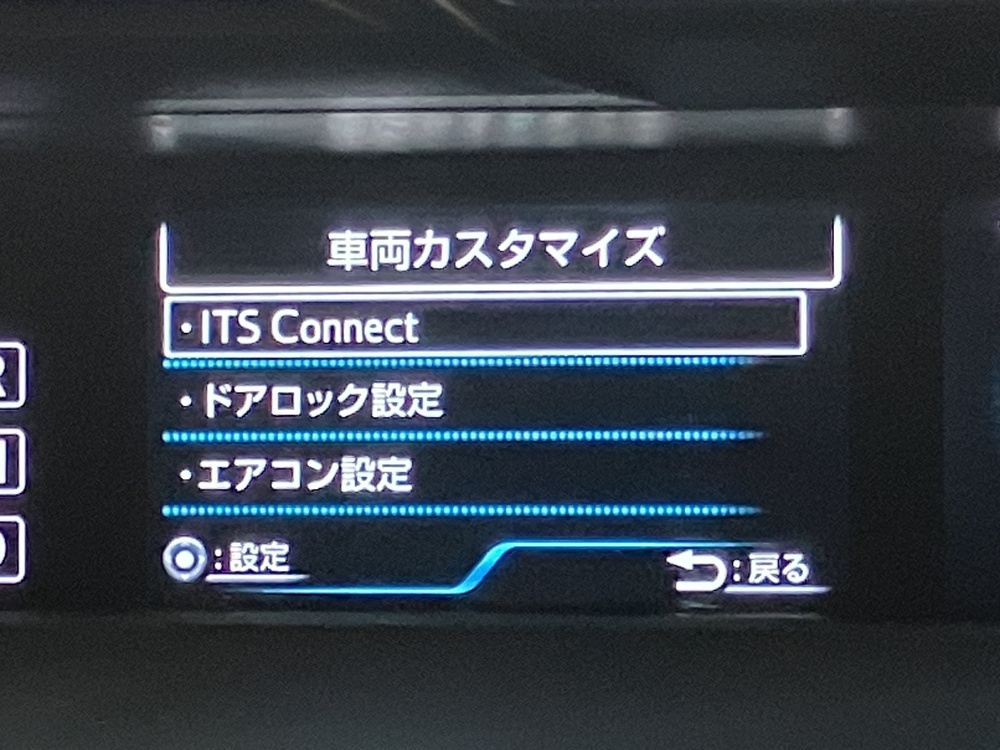 車両カスタマイズ
・ITS Connect
・ドアロック設定
・エアコン設定
:設定
:戻る